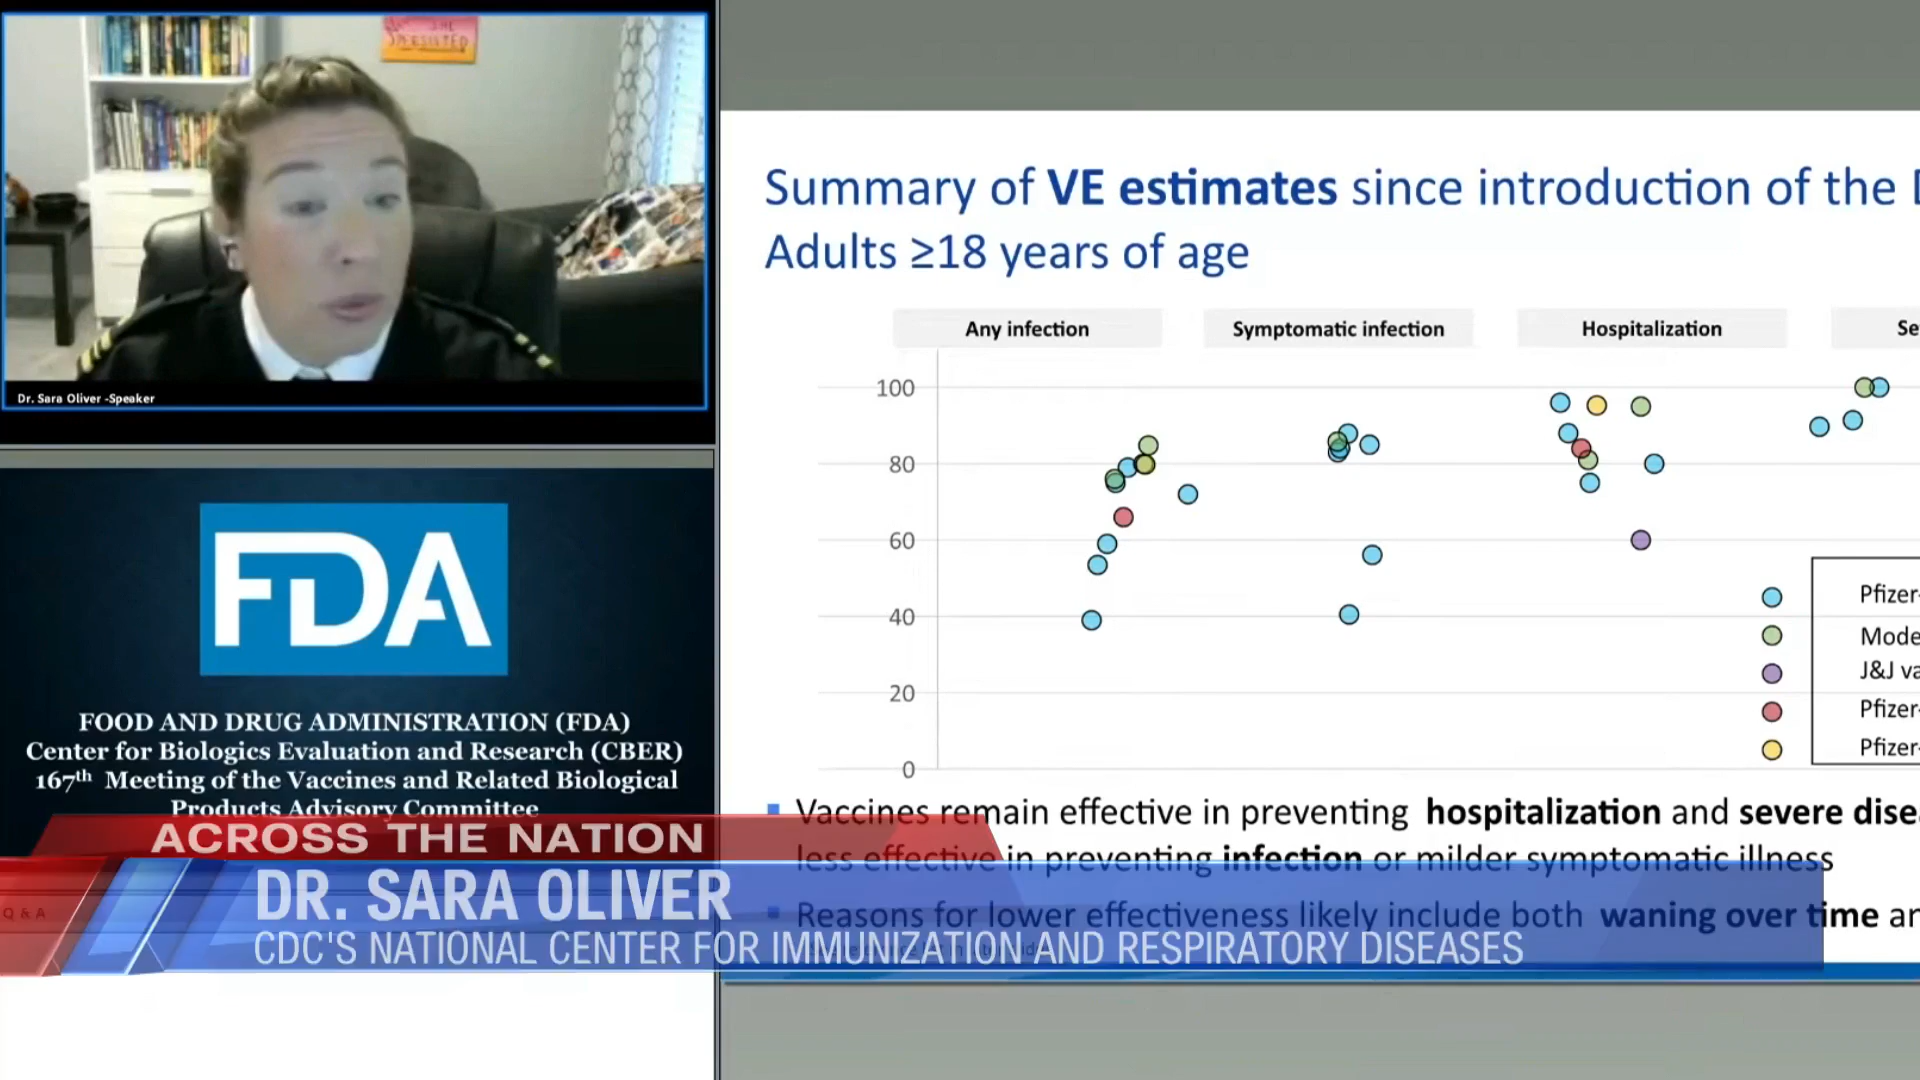 THE
PERSISTED
Dr. Sara Oliver -Speaker
FDA
FOOD AND DRUG ADMINISTRATION (FDA)
Center for Biologics Evaluation and Research (CBER)
167th Meeting of the Vaccines and Related Biological
Products Advisory Committee
Summary of VE estimates since introduction of the
Adults ≥18 years of age
Any infection
Symptomatic infection
Hospitalization
Se
100
80
60
40
20
0
Pfizer-
Mode
J&J va
Pfizer-
Pfizer-
Vaccines remain effective in preventing hospitalization and severe dise
less effective in preventing infection or milder symptomatic illness
Reasons for lower effectiveness likely include both waning over time an
ACROSS THE NATION
DR. SARA OLIVER
CDC'S NATIONAL CENTER FOR IMMUNIZATION AND RESPIRATORY DISEASES
Q & A